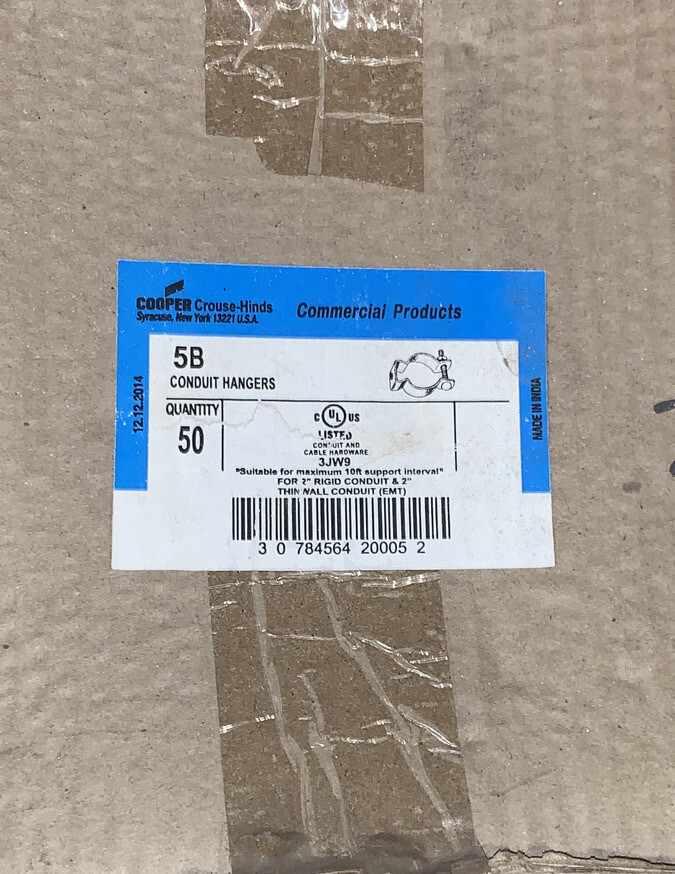 COOPER Crouse-Hinds
Syracuse, New York 13221 U.S.A.
Commercial Products
5B
CONDUIT HANGERS
12.12.2014
MADE IN INDIA
QUANTITY
50
C UL US
LISTED
CONDUIT AND
CABLE HARDWARE
3JW9
"Suitable for maximum 10ft support interval"
FOR 2" RIGID CONDUIT & 2"
THIN WALL CONDUIT (EMT)
3 0 784564 20005 2